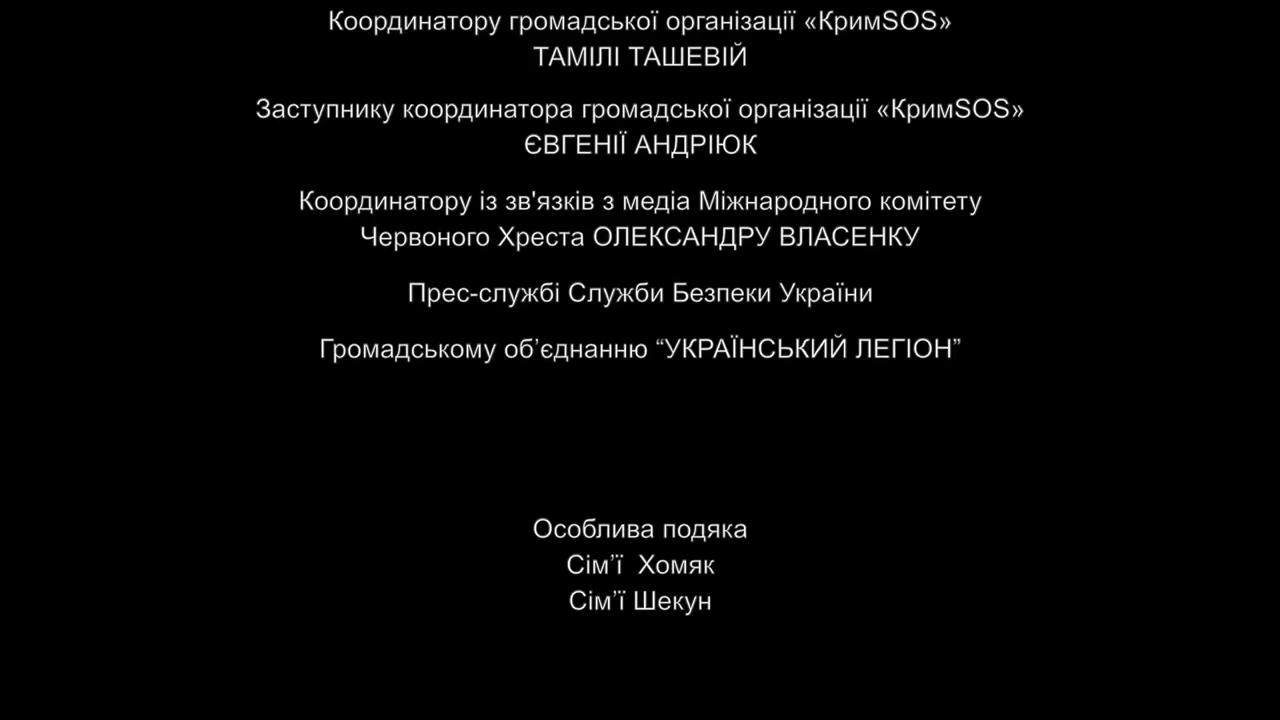 Координатору громадської організації «КримSOS»
ТАМІЛІ ТАШЕВІЙ
Заступнику координатора громадської організації «КримSOS»
ЄВГЕНІЇ АНДРІЮК
Координатору із зв'язків з медіа Міжнародного комітету
Червоного Хреста ОЛЕКСАНДРУ ВЛАСЕНКУ
Прес-службі Служби Безпеки України
Громадському об’єднанню “УКРАЇНСЬКИЙ ЛЕГІОН”
Особлива подяка
Сім’ї  Хомяк
Сім’ї Шекун